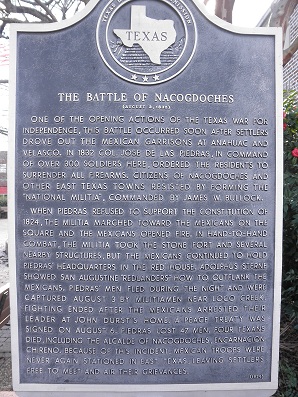 TEXAS
THE BATTLE OF NACOGDOCHES
(AUGUST 2, 1832)
ONE OF THE OPENING ACTIONS OF THE TEXAS WAR FOR
INDEPENDENCE, THIS BATTLE OCCURRED SOON AFTER SETTLERS
DROVE OUT THE MEXICAN GARRISONS AT ANAHUAC AND
VELASCO. IN 1832 COL. JOSE DE LAS PIEDRAS, IN COMMAND
OF OVER 300 SOLDIERS HERE, ORDERED THE RESIDENTS TO
SURRENDER ALL FIREARMS. CITIZENS OF NACOGDOCHES AND
OTHER EAST TEXAS TOWNS RESISTED BY FORMING THE
"NATIONAL MILITIA", COMMANDED BY JAMES W. BULLOCK.
WHEN PIEDRAS REFUSED TO SUPPORT THE CONSTITUTION OF
1824, THE MILITIA MARCHED TOWARD THE MEXICANS ON THE
SQUARE AND THE MEXICANS OPENED FIRE. IN HAND-TO-HAND
COMBAT, THE MILITIA TOOK THE STONE FORT AND SEVERAL
NEARBY STRUCTURES, BUT THE MEXICANS CONTINUED TO HOLD
PIEDRAS' HEADQUARTERS IN THE RED HOUSE. ADOLPHUS STERNE
SHOWED SAN AUGUSTINE REDLANDERS HOW TO OUTFLANK THE
MEXICANS. PIEDRAS' MEN FLED DURING THE NIGHT AND WERE
CAPTURED AUGUST 3 BY MILITIAMEN NEAR LOCO CREEK.
FIGHTING ENDED AFTER THE MEXICANS ARRESTED THEIR
LEADER AT JOHN DURST'S HOME. A PEACE TREATY WAS
SIGNED ON AUGUST 6. PIEDRAS LOST 47 MEN. FOUR TEXANS
DIED, INCLUDING THE ALCALDE OF NACOGDOCHES, ENCARNACION
CHIRENO. BECAUSE OF THIS INCIDENT MEXICAN TROOPS WERE
NEVER AGAIN STATIONED IN EAST TEXAS, LEAVING SETTLERS
FREE TO MEET AND AIR THEIR GRIEVANCES.